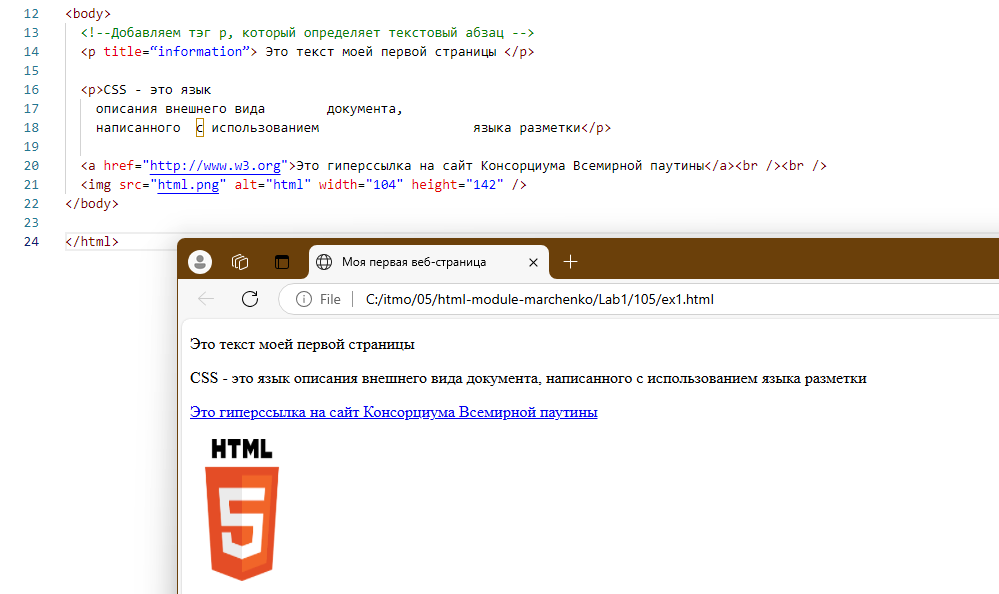 12 <body>
13 <!--Добавляем тэг p, который определяет текстовый абзац -->
14 <p title=“information”> Это текст моей первой страницы </p>
15
16 <p>CSS - это язык
17 описания внешнего вида        документа,
18 написанного  с использованием                    языка разметки</p>
19
20 <a href="http://www.w3.org">Это гиперссылка на сайт Консорциума Всемирной паутины</a><br /><br />
21 <img src="html.png" alt="html" width="104" height="142" />
22 </body>
23
24 </html>
Моя первая веб-страница
File C:/itmo/05/html-module-marchenko/Lab1/105/ex1.html
Это текст моей первой страницы
CSS - это язык описания внешнего вида документа, написанного с использованием языка разметки
Это гиперссылка на сайт Консорциума Всемирной паутины
HTML
5